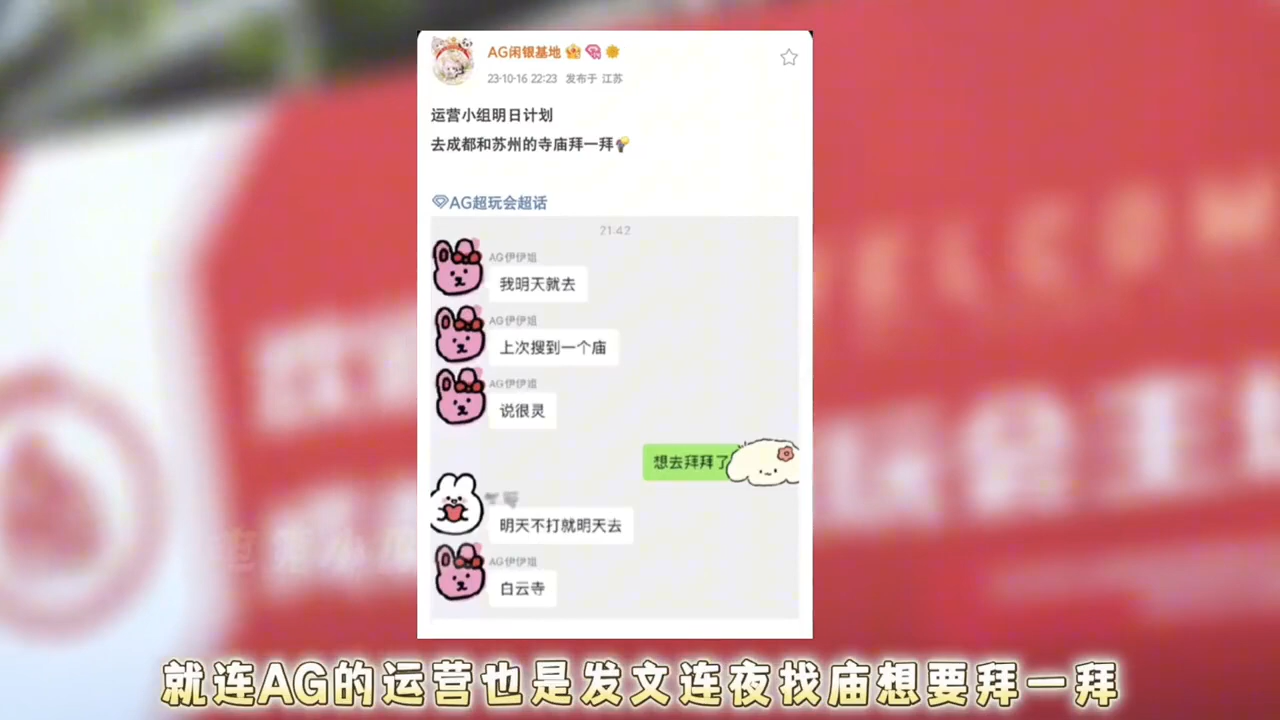 AG闲银基地
23-10-16 22:23 发布于 江苏
运营小组明日计划
去成都和苏州的寺庙拜一拜
AG超玩会超话
21:42
AG伊伊姐
我明天就去
AG伊伊姐
上次搜到一个庙
AG伊伊姐
说很灵
想去拜拜了
明天不打就明天去
AG伊伊姐
白云寺
就连AG的运营也是发文连夜找庙想要拜一拜